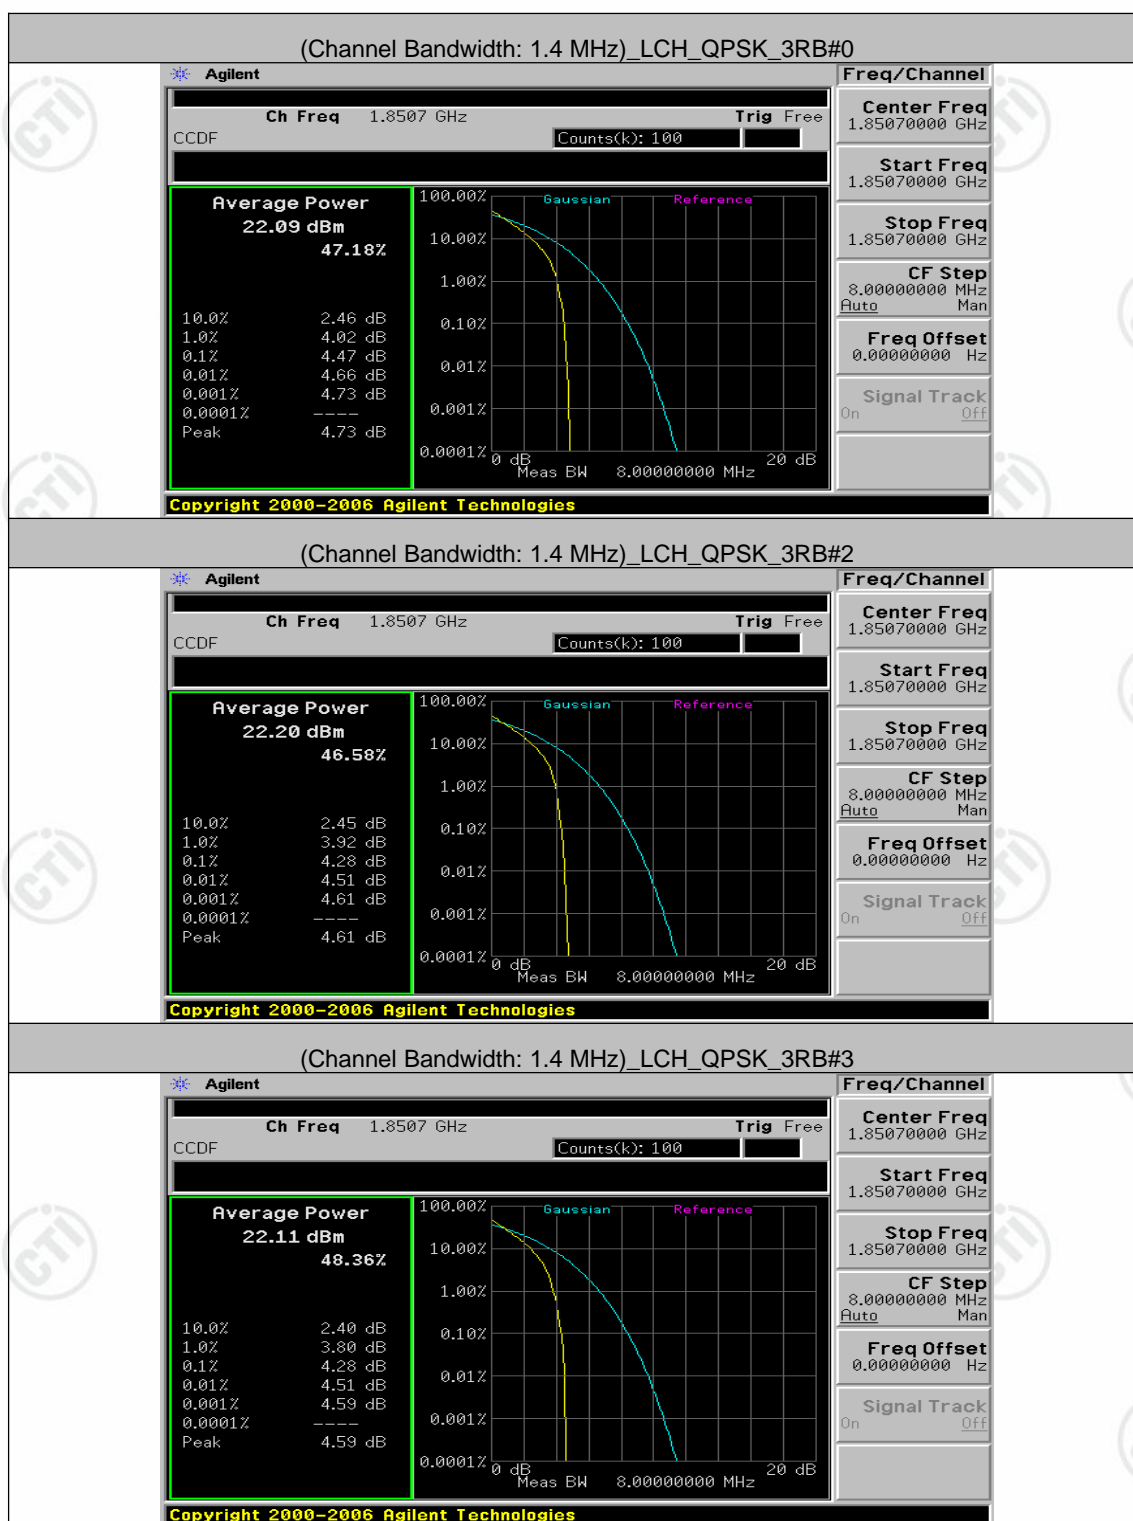 (Channel Bandwidth: 1.4 MHz)_LCH_QPSK_3RB#0
Agilent
Freq/Channel
Ch Freq 1.8507 GHz Trig Free
CCDF Counts(k): 100
Average Power
22.09 dBm
47.18%
10.0% 2.46 dB
1.0% 4.02 dB
0.1% 4.47 dB
0.01% 4.66 dB
0.001% 4.73 dB
0.0001% ----
Peak 4.73 dB
Gaussian Reference
100.00%
10.00%
1.00%
0.10%
0.01%
0.001%
0.0001%
0 dB 20 dB
Meas BW 8.00000000 MHz
Center Freq
1.85070000 GHz
Start Freq
1.85070000 GHz
Stop Freq
1.85070000 GHz
CF Step
8.00000000 MHz
Auto Man
Freq Offset
0.00000000 Hz
Signal Track
On Off
Copyright 2000-2006 Agilent Technologies
(Channel Bandwidth: 1.4 MHz)_LCH_QPSK_3RB#2
Agilent
Freq/Channel
Ch Freq 1.8507 GHz Trig Free
CCDF Counts(k): 100
Average Power
22.20 dBm
46.58%
10.0% 2.45 dB
1.0% 3.92 dB
0.1% 4.28 dB
0.01% 4.51 dB
0.001% 4.61 dB
0.0001% ----
Peak 4.61 dB
Gaussian Reference
100.00%
10.00%
1.00%
0.10%
0.01%
0.001%
0.0001%
0 dB 20 dB
Meas BW 8.00000000 MHz
Center Freq
1.85070000 GHz
Start Freq
1.85070000 GHz
Stop Freq
1.85070000 GHz
CF Step
8.00000000 MHz
Auto Man
Freq Offset
0.00000000 Hz
Signal Track
On Off
Copyright 2000-2006 Agilent Technologies
(Channel Bandwidth: 1.4 MHz)_LCH_QPSK_3RB#3
Agilent
Freq/Channel
Ch Freq 1.8507 GHz Trig Free
CCDF Counts(k): 100
Average Power
22.11 dBm
48.36%
10.0% 2.40 dB
1.0% 3.80 dB
0.1% 4.28 dB
0.01% 4.51 dB
0.001% 4.59 dB
0.0001% ----
Peak 4.59 dB
Gaussian Reference
100.00%
10.00%
1.00%
0.10%
0.01%
0.001%
0.0001%
0 dB 20 dB
Meas BW 8.00000000 MHz
Center Freq
1.85070000 GHz
Start Freq
1.85070000 GHz
Stop Freq
1.85070000 GHz
CF Step
8.00000000 MHz
Auto Man
Freq Offset
0.00000000 Hz
Signal Track
On Off
Copyright 2000-2006 Agilent Technologies
CTI
CTI
CTI
CTI
CTI
CTI
CTI
CTI